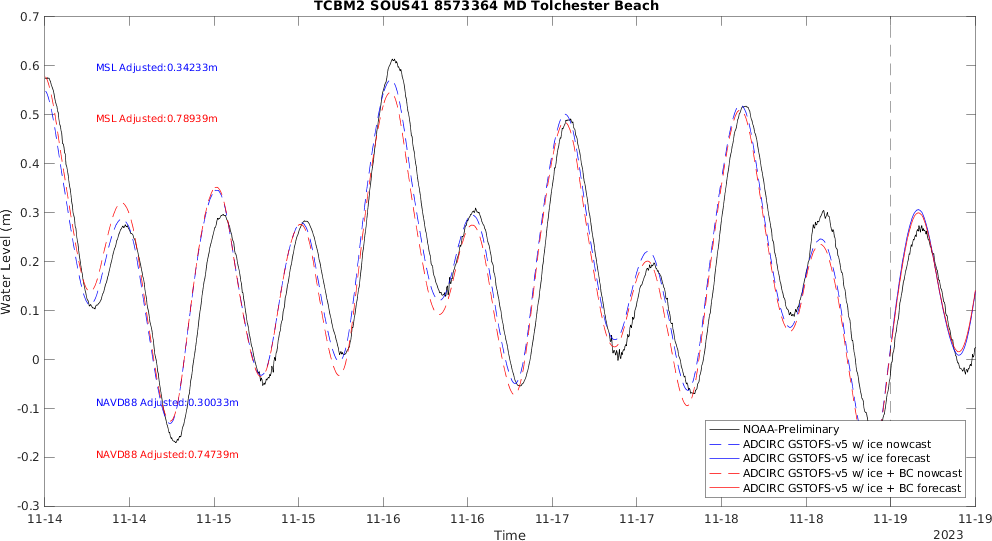 TCBM2 SOUS41 8573364 MD Tolchester Beach
0.7
0.6
0.5
0.4
0.3
0.2
0.1
0
-0.1
-0.2
-0.3
Water Level (m)
MSL Adjusted:0.34233m
MSL Adjusted:0.78939m
NAVD88 Adjusted:0.30033m
NAVD88 Adjusted:0.74739m
NOAA-Preliminary
ADCIRC GSTOFS-v5 w/ ice nowcast
ADCIRC GSTOFS-v5 w/ ice forecast
ADCIRC GSTOFS-v5 w/ ice + BC nowcast
ADCIRC GSTOFS-v5 w/ ice + BC forecast
11-14 11-14 11-15 11-15 11-16 11-16 11-17 11-17 11-18 11-18 11-19 11-19
Time
2023